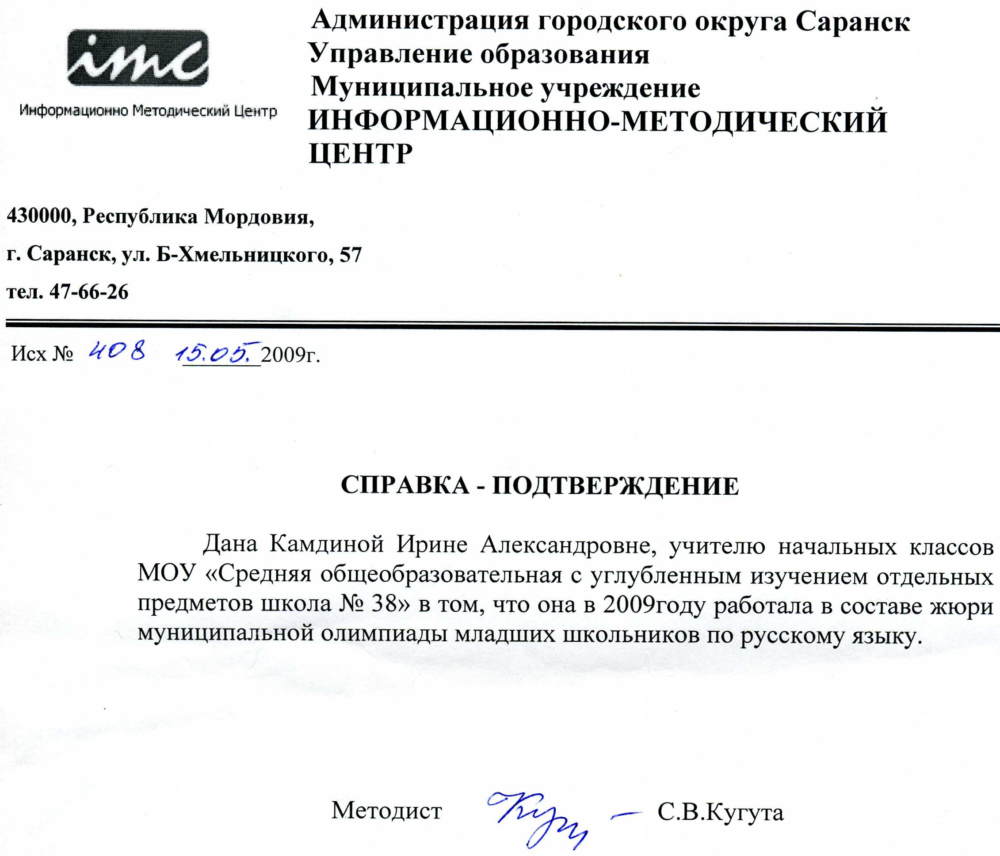 imc
Информационно Методический Центр
Администрация городского округа Саранск
Управление образования
Муниципальное учреждение
ИНФОРМАЦИОННО-МЕТОДИЧЕСКИЙ
ЦЕНТР
430000, Республика Мордовия,
г. Саранск, ул. Б-Хмельницкого, 57
тел. 47-66-26
Исх № 408 15.05. 2009г.
СПРАВКА - ПОДТВЕРЖДЕНИЕ
Дана Камдиной Ирине Александровне, учителю начальных классов
МОУ «Средняя общеобразовательная с углубленным изучением отдельных
предметов школа № 38» в том, что она в 2009году работала в составе жюри
муниципальной олимпиады младших школьников по русскому языку.
Методист С.В.Кугута